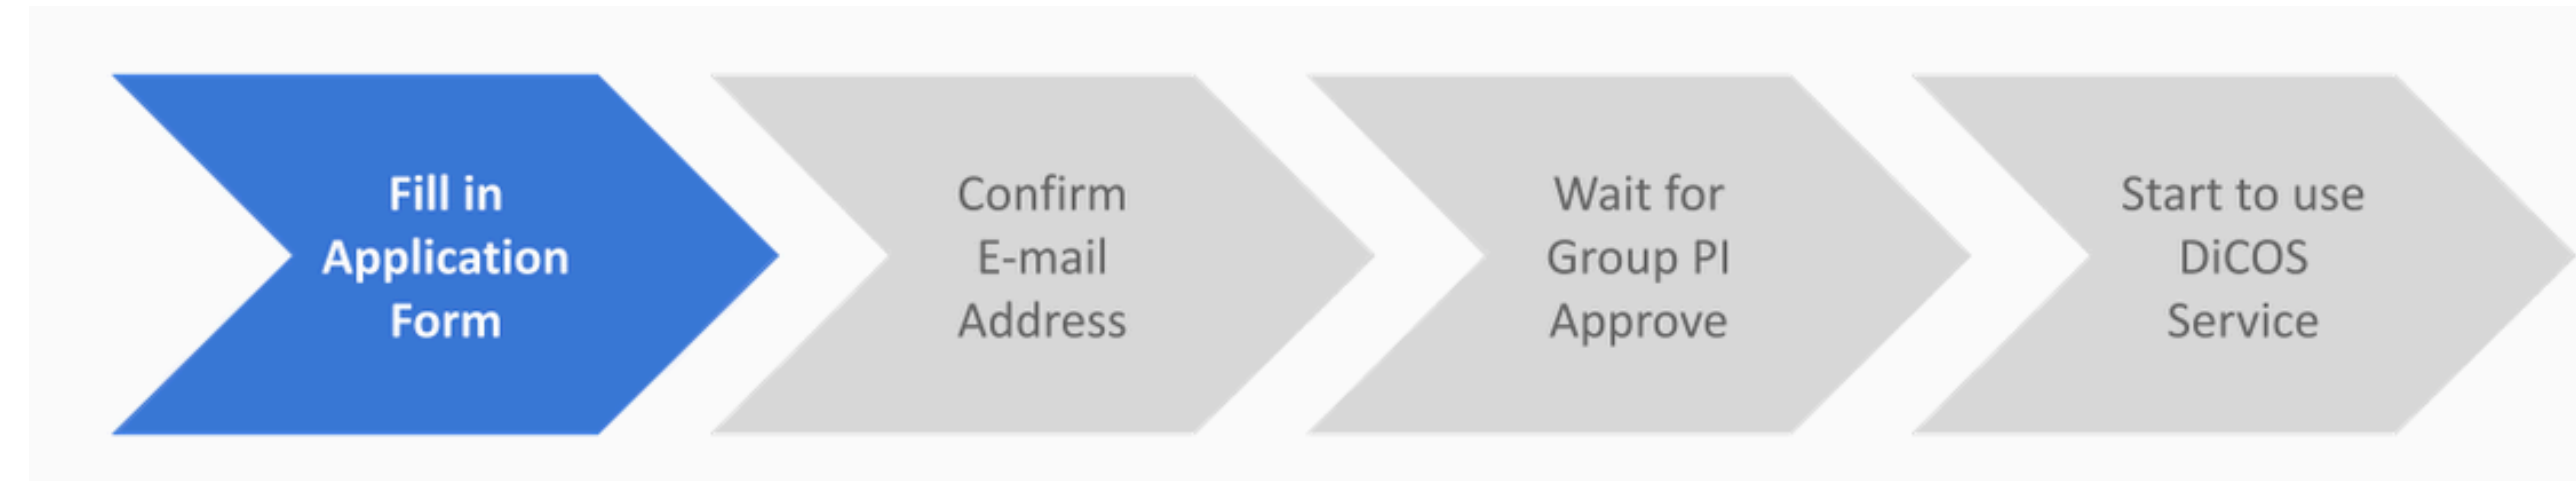 Fill in
Application
Form
Confirm
E-mail
Address
Wait for
Group PI
Approve
Start to use
DiCOS
Service